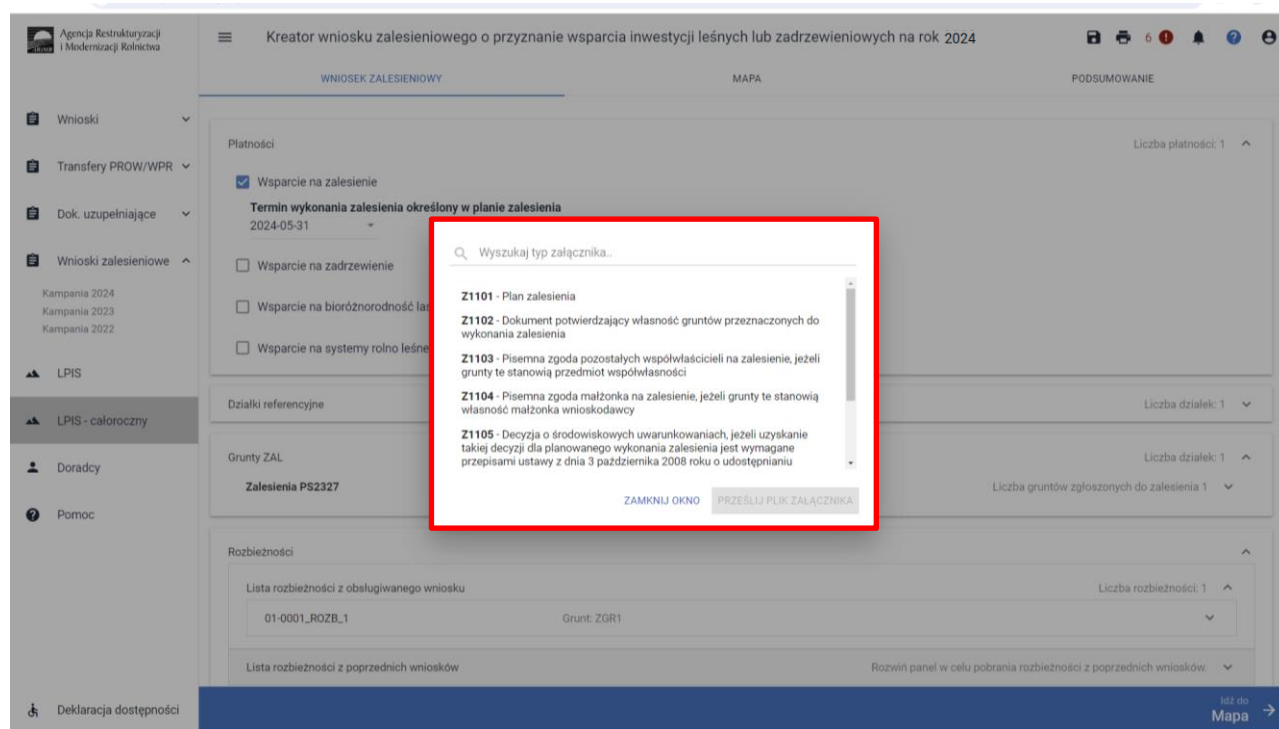 Agencja Restrukturyzacji
i Modernizacji Rolnictwa
Kreator wniosku zalesieniowego o przyznanie wsparcia inwestycji leśnych lub zadrzewieniowych na rok 2024
6
WNIOSEK ZALESIENIOWY
MAPA
PODSUMOWANIE
Wnioski
Transfery PROW/WPR
Dok. uzupełniające
Wnioski zalesieniowe
Kampania 2024
Kampania 2023
Kampania 2022
LPIS
LPIS - całoroczny
Doradcy
Pomoc
Deklaracja dostępności
Płatności
Liczba płatności: 1
Wsparcie na zalesienie
Termin wykonania zalesienia określony w planie zalesienia
2024-05-31
Wsparcie na zadrzewienie
Wsparcie na bioróżnorodność
Wsparcie na systemy rolno leśne
Wyszukaj typ załącznika..
Z1101 - Plan zalesienia
Z1102 - Dokument potwierdzający własność gruntów przeznaczonych do
wykonania zalesienia
Z1103 - Pisemna zgoda pozostałych współwłaścicieli na zalesienie, jeżeli
grunty te stanowią przedmiot współwłasności
Z1104 - Pisemna zgoda małżonka na zalesienie, jeżeli grunty te stanowią
własność małżonka wnioskodawcy
Z1105 - Decyzja o środowiskowych uwarunkowaniach, jeżeli uzyskanie
takiej decyzji dla planowanego wykonania zalesienia jest wymagane
przepisami ustawy z dnia 3 października 2008 roku o udostępnianiu
ZAMKNIJ OKNO
PRZEŚLIJ PLIK ZAŁĄCZNIKA
Działki referencyjne
Liczba działek: 1
Grunty ZAL
Liczba działek: 1
Zalesienia PS2327
Liczba gruntów zgłoszonych do zalesienia 1
Rozbieżności
Lista rozbieżności z obsługiwanego wniosku
Liczba rozbieżności: 1
01-0001_ROZB_1
Grunt: ZGR1
Lista rozbieżności z poprzednich wniosków
Rozwiń panel w celu pobrania rozbieżności z poprzednich wniosków.
Idź do
Mapa